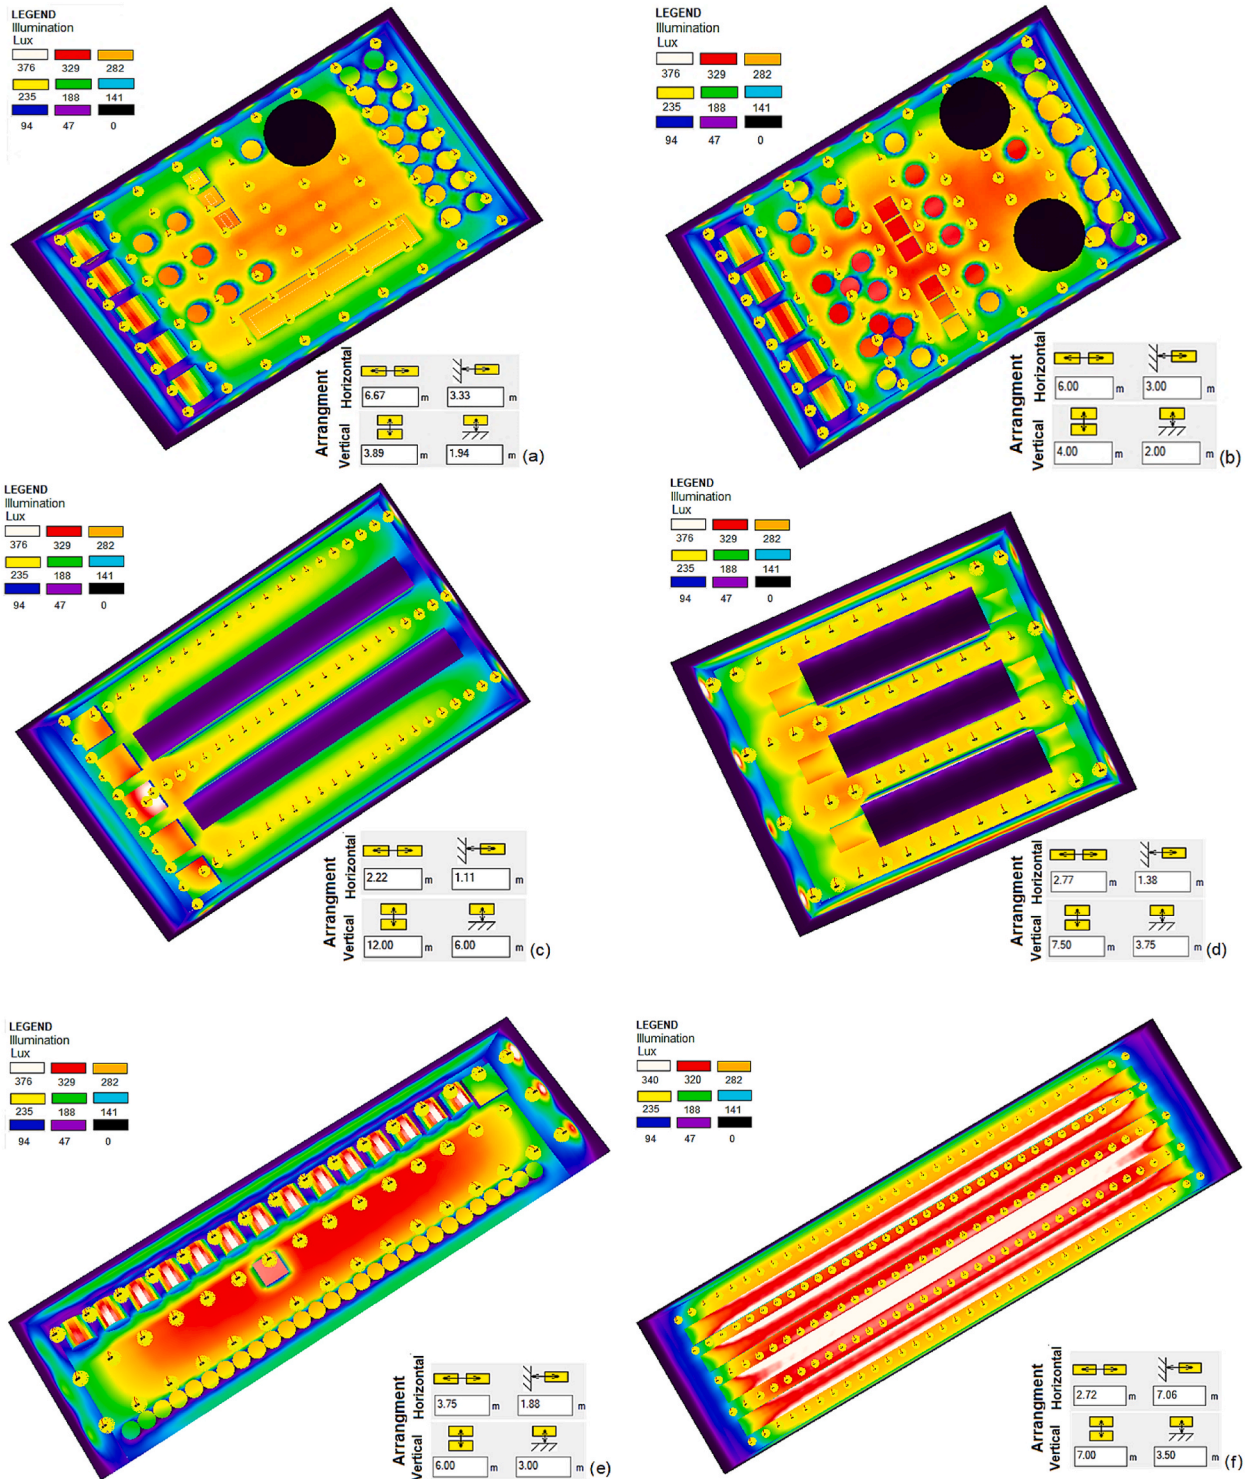 LEGEND
Illumination
Lux
376 329 282
235 188 141
94 47 0
Arrangment
Horizontal
Vertical
6.67 m 3.33 m
3.89 m 1.94 m
(a)
LEGEND
Illumination
Lux
376 329 282
235 188 141
94 47 0
Arrangment
Horizontal
Vertical
6.00 m 3.00 m
4.00 m 2.00 m
(b)
LEGEND
Illumination
Lux
376 329 282
235 188 141
94 47 0
Arrangment
Horizontal
Vertical
2.22 m 1.11 m
12.00 m 6.00 m
(c)
LEGEND
Illumination
Lux
376 329 282
235 188 141
94 47 0
Arrangment
Horizontal
Vertical
2.77 m 1.38 m
7.50 m 3.75 m
(d)
LEGEND
Illumination
Lux
376 329 282
235 188 141
94 47 0
Arrangment
Horizontal
Vertical
3.75 m 1.88 m
6.00 m 3.00 m
(e)
LEGEND
Illumination
Lux
340 320 282
235 188 141
94 47 0
Arrangment
Horizontal
Vertical
2.72 m 7.06 m
7.00 m 3.50 m
(f)